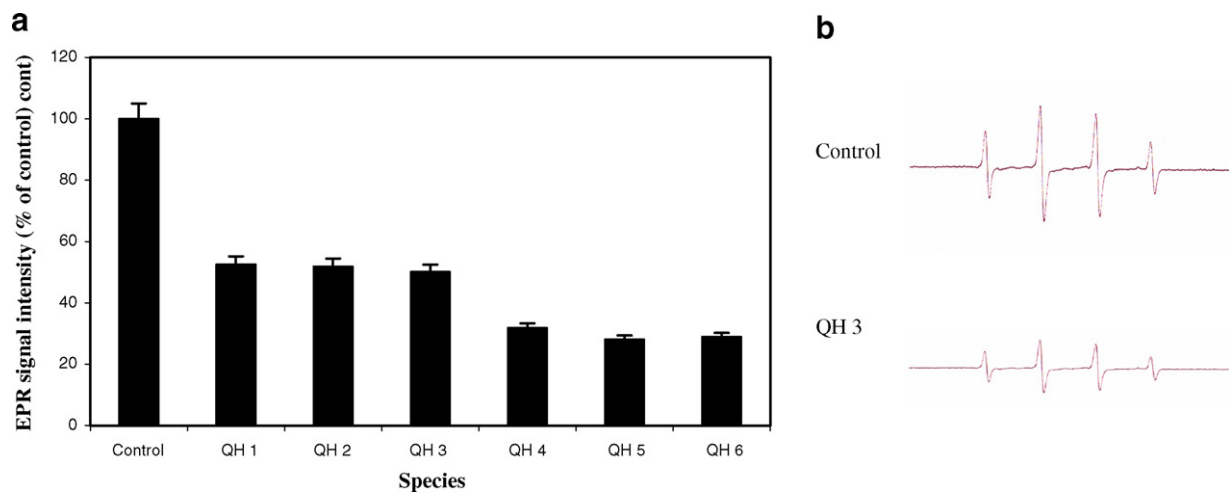 a
EPR signal intensity (% of control) cont
120
100
80
60
40
20
0
Control QH 1 QH 2 QH 3 QH 4 QH 5 QH 6
Species
b
Control
QH 3